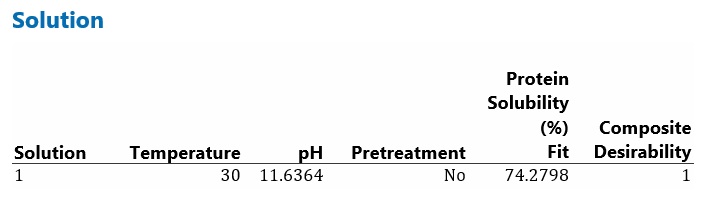 Solution
Protein
Solubility
(%) Composite
Solution Temperature pH Pretreatment Fit Desirability
1 30 11.6364 No 74.2798 1